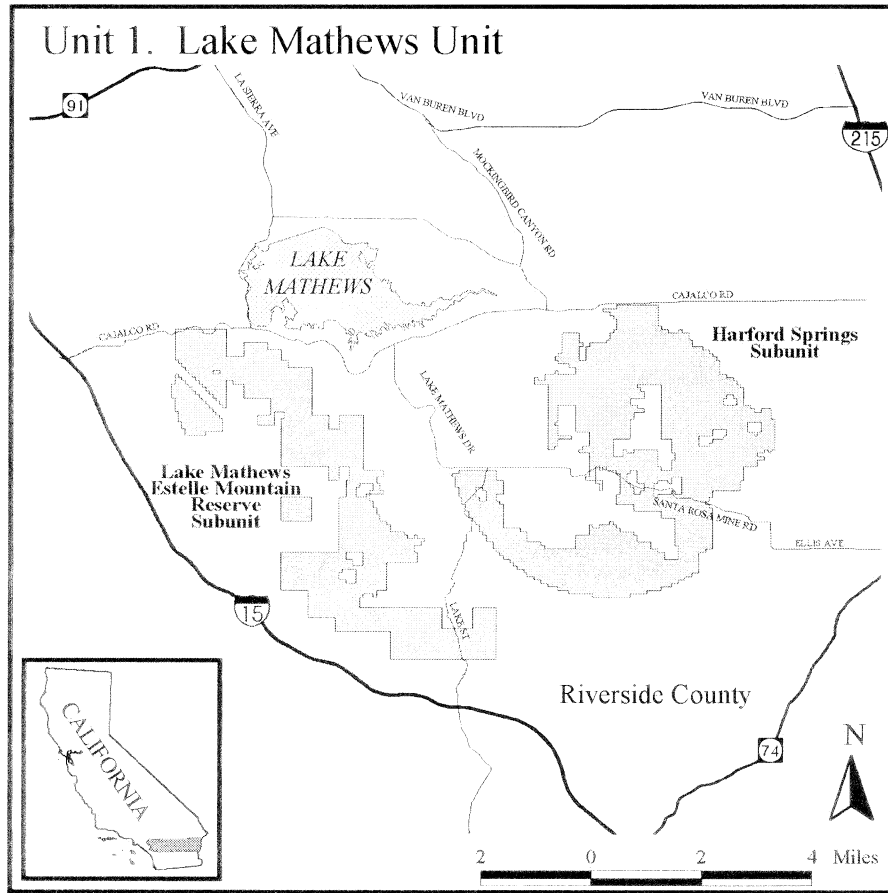 Unit 1. Lake Mathews Unit
91
LA SIERRA AVE
VAN BUREN BLVD
VAN BUREN BLVD
215
MOCKINGBIRD CANYON RD
LAKE
MATHEWS
CAJALCO RD
CAJALCO RD
Harford Springs
Subunit
LAKE MATHEWS DR
Lake Mathews
Estelle Mountain
Reserve
Subunit
SANTA ROSA MINE RD
ELLIS AVE
15
LAKE ST
Riverside County
CALIFORNIA
74
N
2 0 2 4 Miles